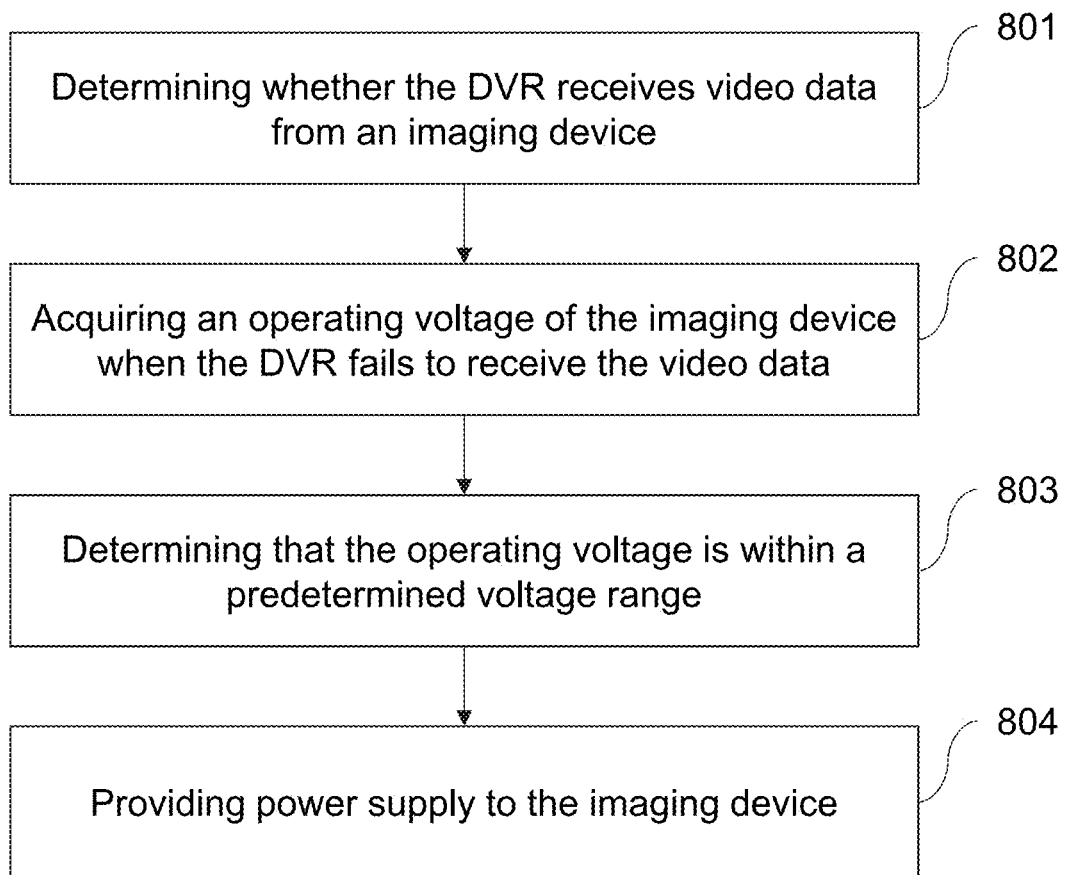 801
Determining whether the DVR receives video data
from an imaging device
802
Acquiring an operating voltage of the imaging device
when the DVR fails to receive the video data
803
Determining that the operating voltage is within a
predetermined voltage range
804
Providing power supply to the imaging device